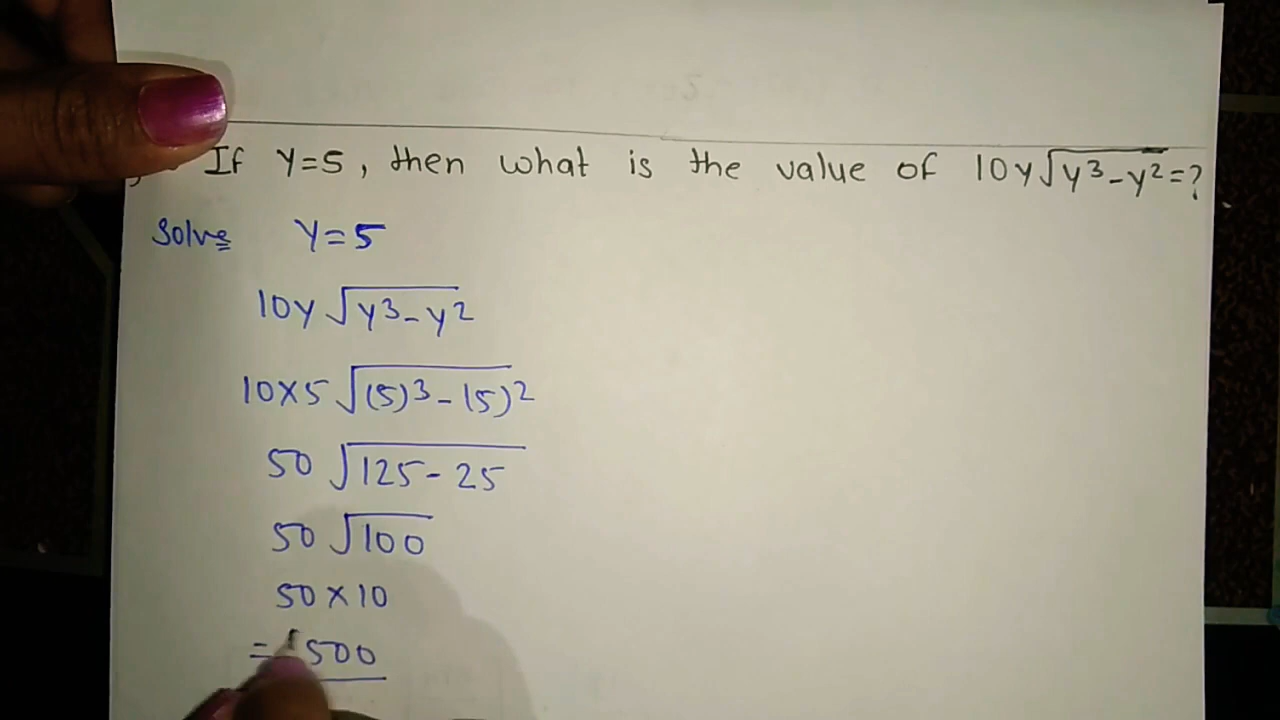 If Y=5, then what is the value of 10y√y³-y²=?
Solve Y=5
10y√y³-y²
10×5√(5)³-(5)²
50√125-25
50√100
50×10
=500